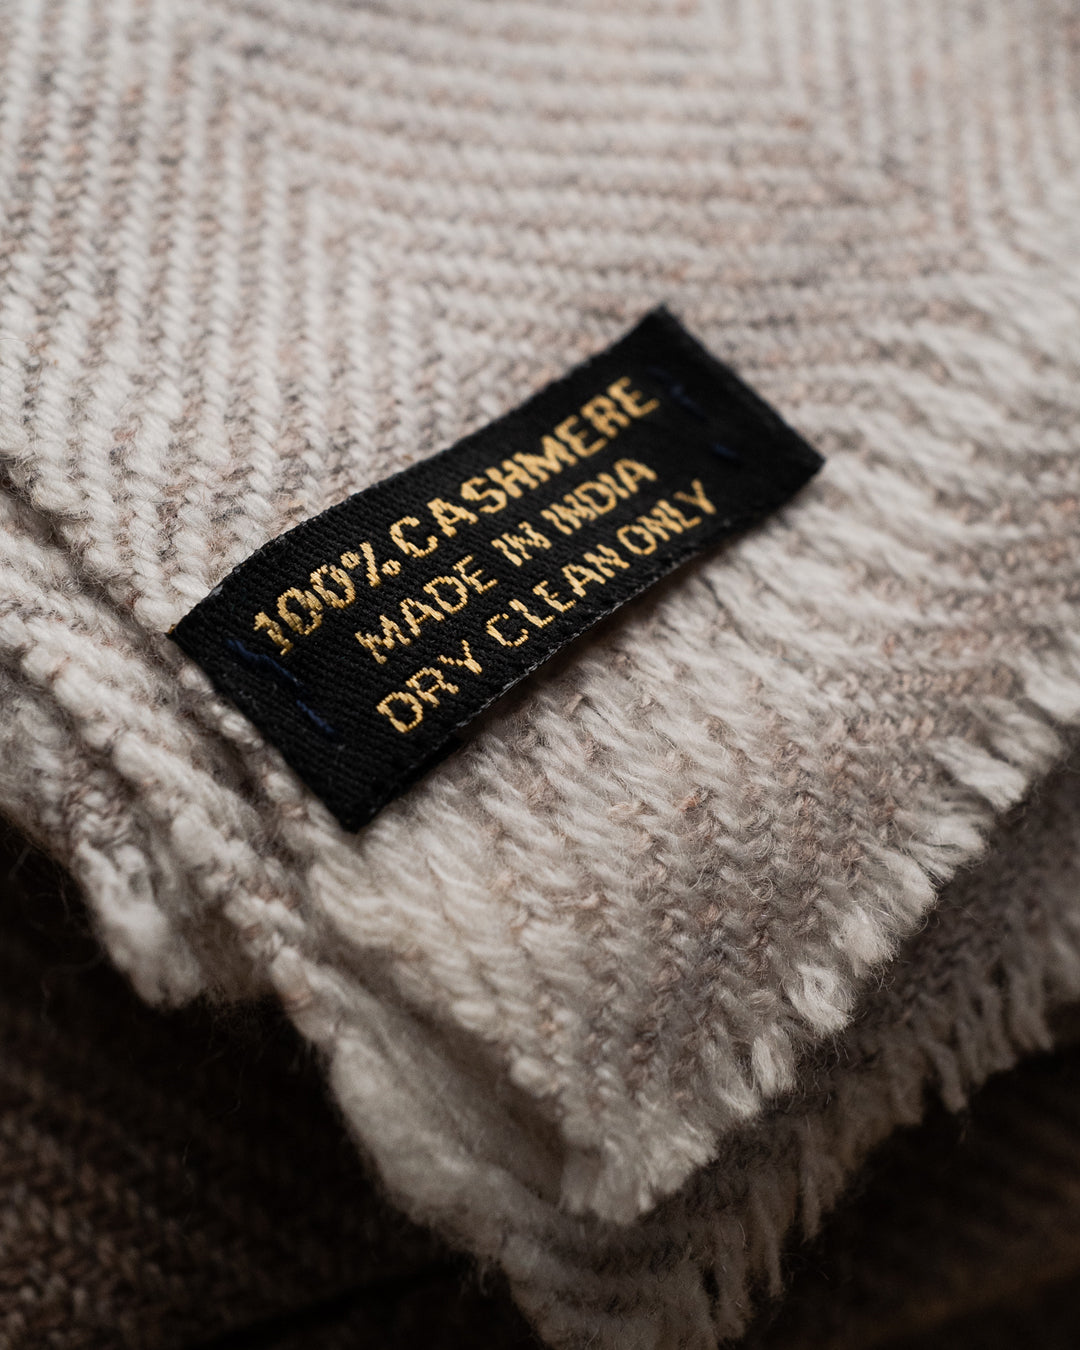 100% CASHMERE
MADE IN INDIA
DRY CLEAN ONLY